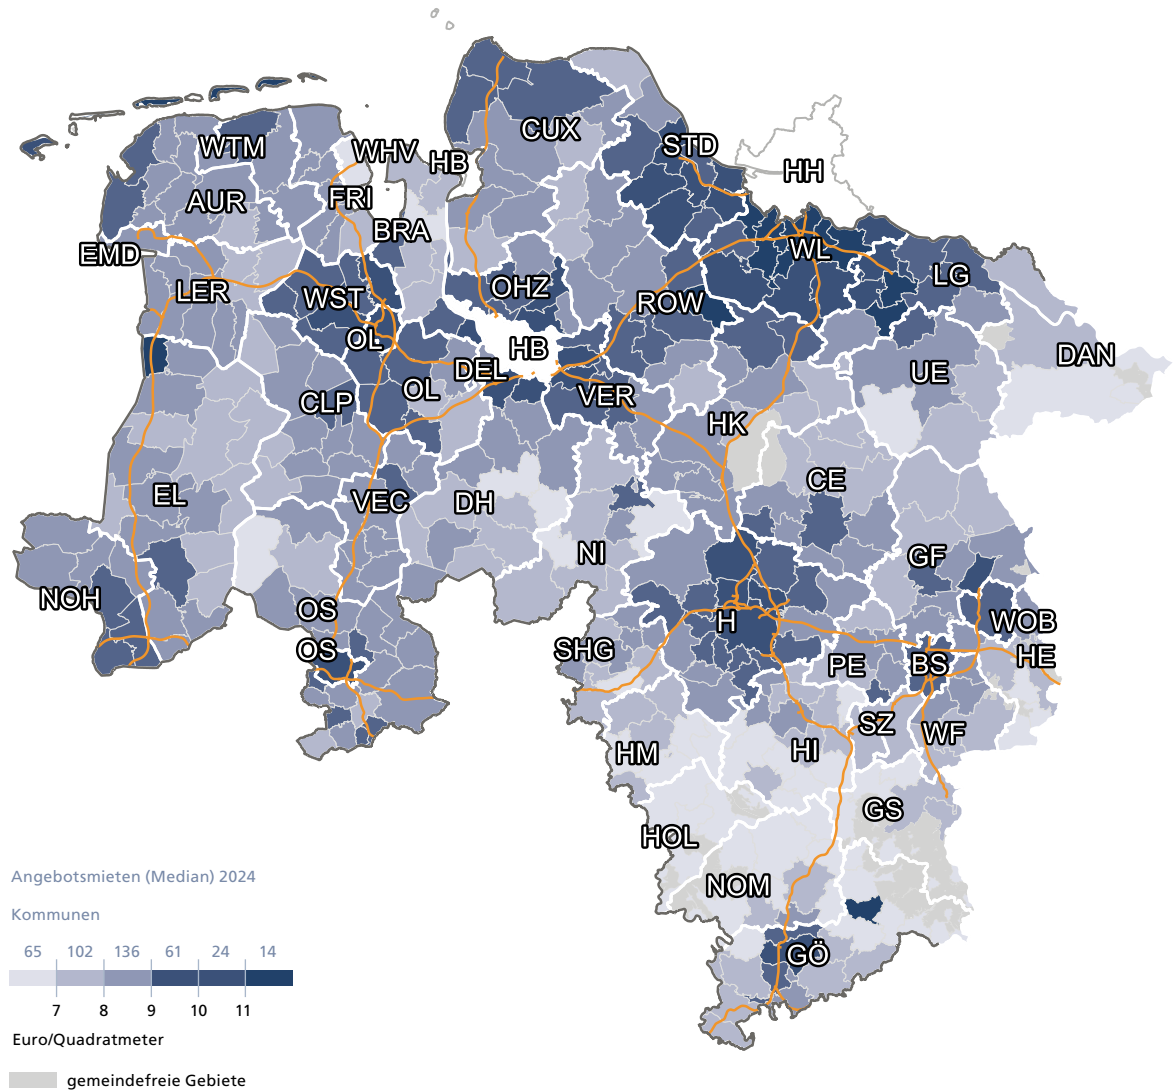 CUX
STD
WTM
WHV
HB
HH
FRI
AUR
BRA
EMD
WL
LER
WST
OHZ
ROW
LG
OL
HB
DAN
DEL
UE
CLP
OL
VER
HK
CE
EL
VEC
DH
NI
GF
NOH
OS
H
WOB
OS
SHG
PE
BS
HE
SZ
WF
HM
HI
GS
HOL
NOM
GÖ
Angebotsmieten (Median) 2024
Kommunen
65 102 136 61 24 14
7 8 9 10 11
Euro/Quadratmeter
gemeindefreie Gebiete